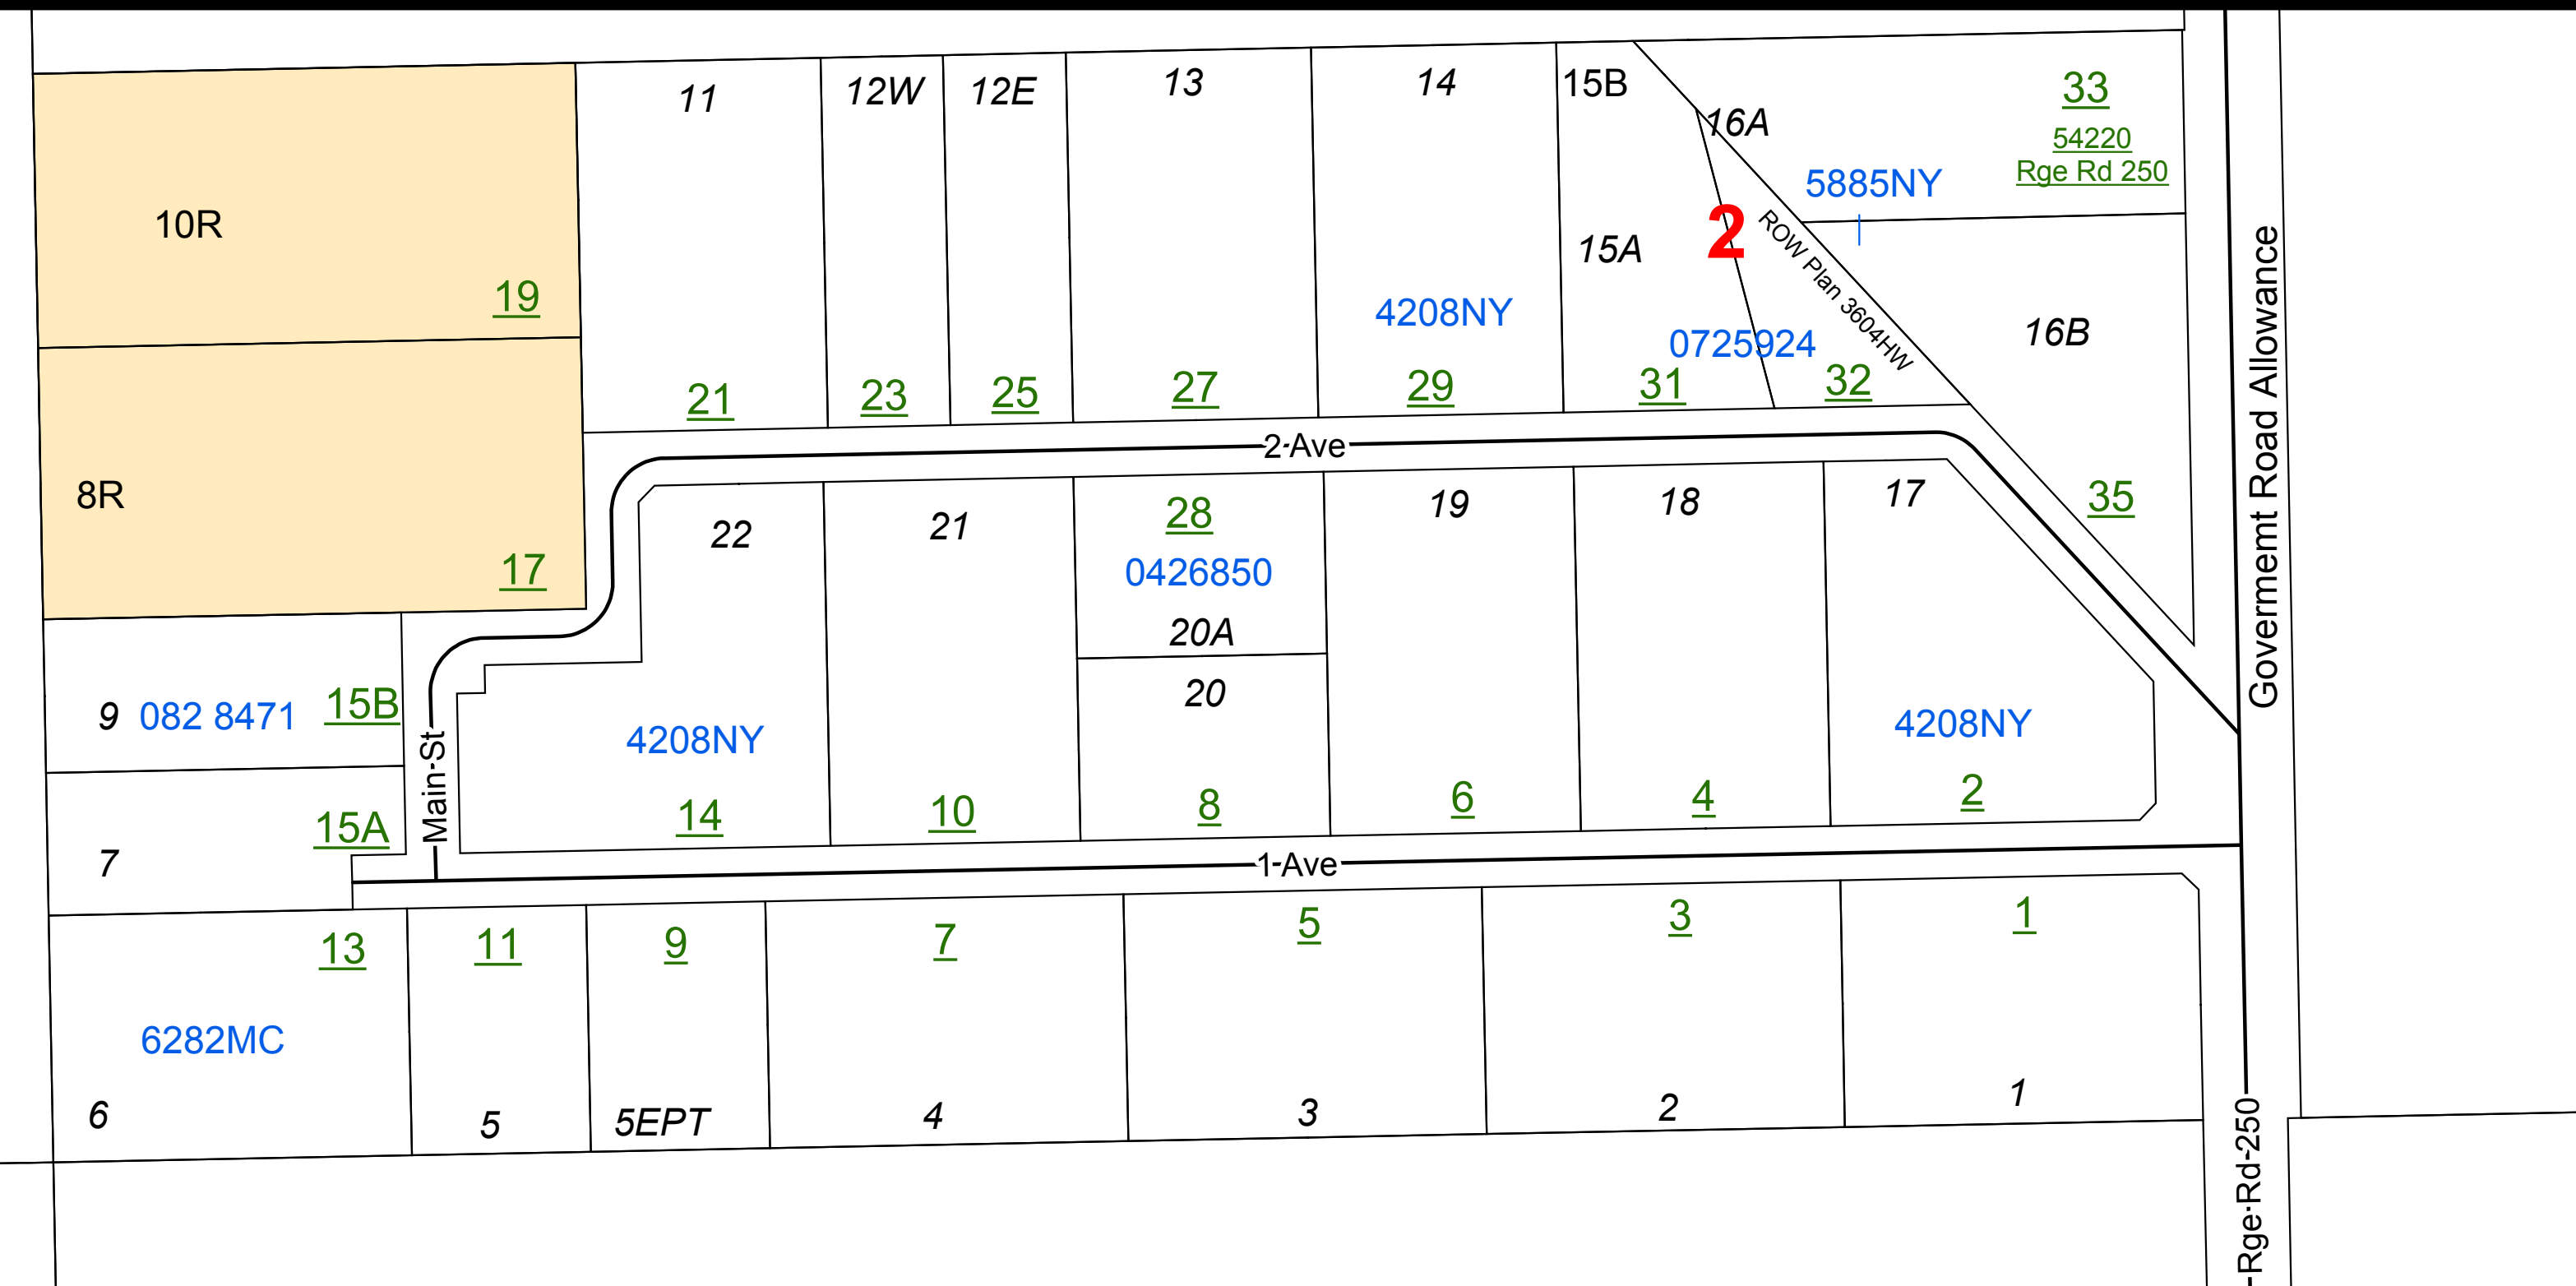 11
12W
12E
13
14
15B
16A
33
54220
Rge Rd 250
5885NY
10R
2
ROW Plan 3604HW
15A
19
4208NY
0725924
16B
21
23
25
27
29
31
32
2 Ave
Government Road Allowance
8R
17
22
21
28
0426850
20A
19
18
17
35
9
082 8471
15B
20
4208NY
4208NY
Main St
15A
7
14
10
8
6
4
2
1 Ave
13
11
9
7
5
3
1
6282MC
6
5
5EPT
4
3
2
1
Rge Rd 250